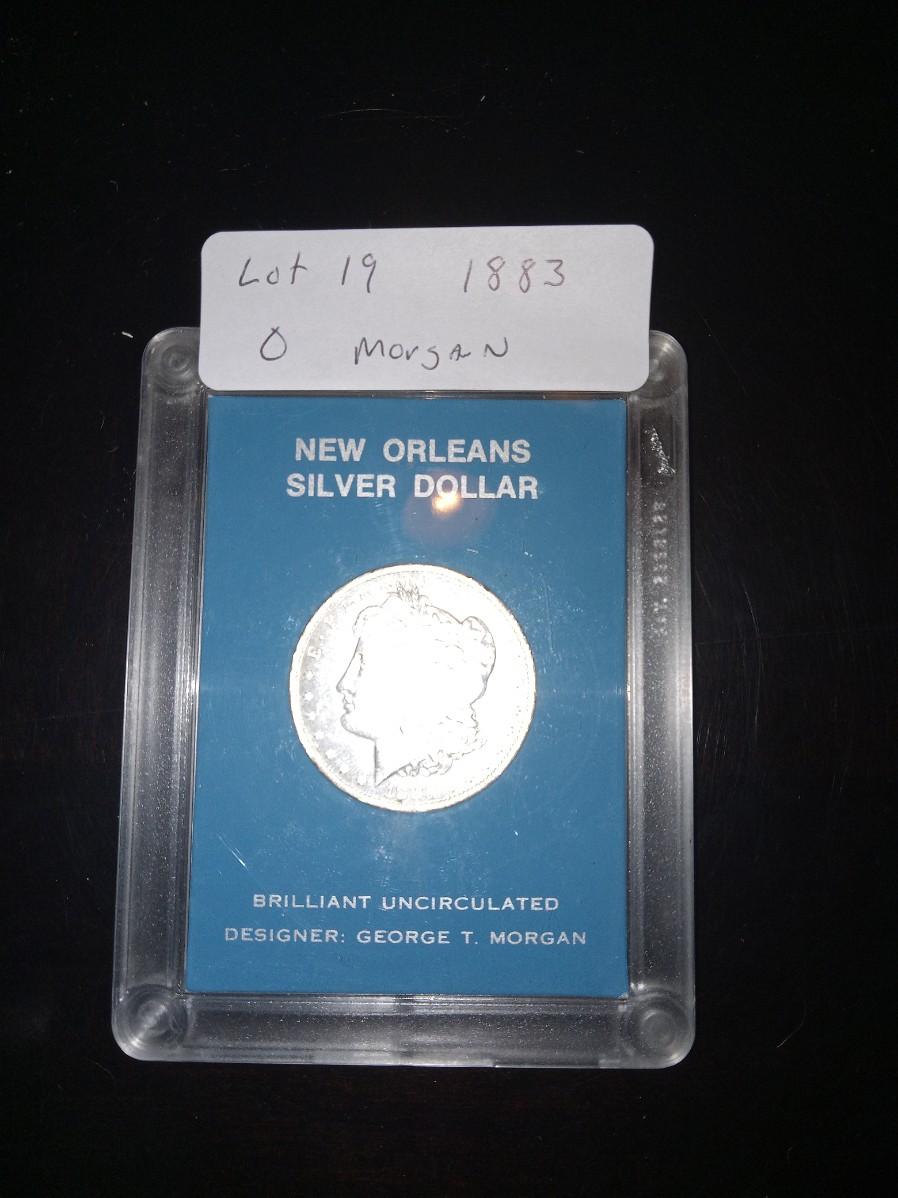 Lot 19 1883
O Morgan
NEW ORLEANS
SILVER DOLLAR
BRILLIANT UNCIRCULATED
DESIGNER: GEORGE T. MORGAN